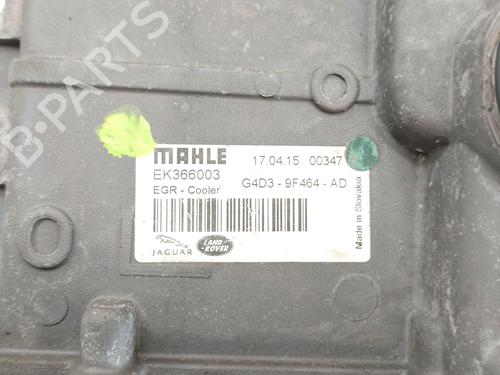 B-PARTS
MAHLE 17.04.15 00347
EK366003
EGR - Cooler G4D3 - 9F464 - AD
JAGUAR
LAND-
ROVER
Made in Slovakia